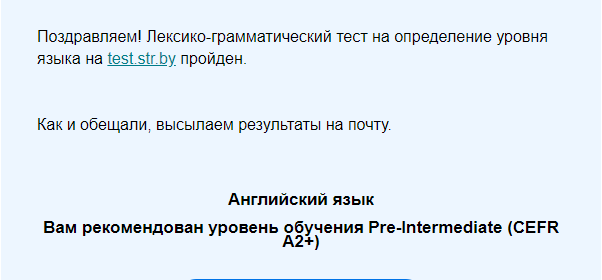 Поздравляем! Лексико-грамматический тест на определение уровня
языка на test.str.by пройден.
Как и обещали, высылаем результаты на почту.
Английский язык
Вам рекомендован уровень обучения Pre-Intermediate (CEFR
A2+)